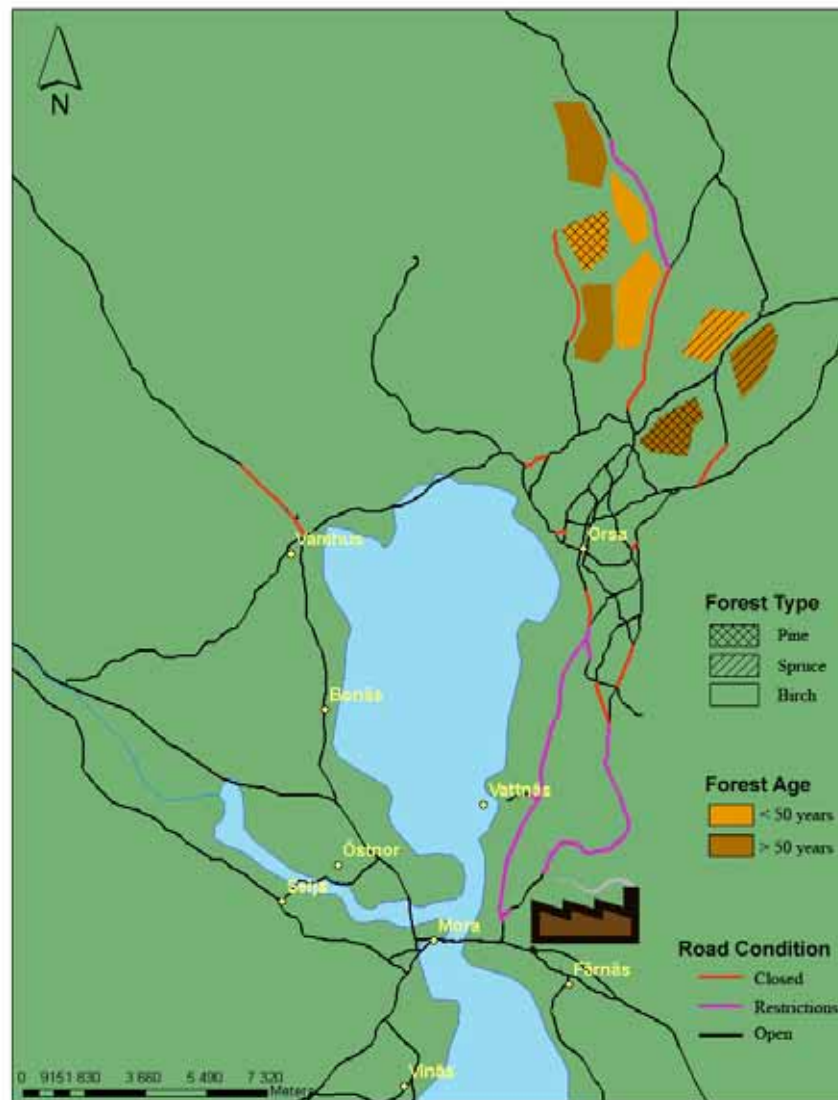 N
Vamhus
Orsa
Forest Type
Pine
Spruce
Birch
Bonäs
Forest Age
< 50 years
> 50 years
Vattnäs
Östnor
Selja
Mora
Färnäs
Road Condition
Closed
Restrictions
Open
Vinäs
0 915 1 830 3 660 5 490 7 320
Meters